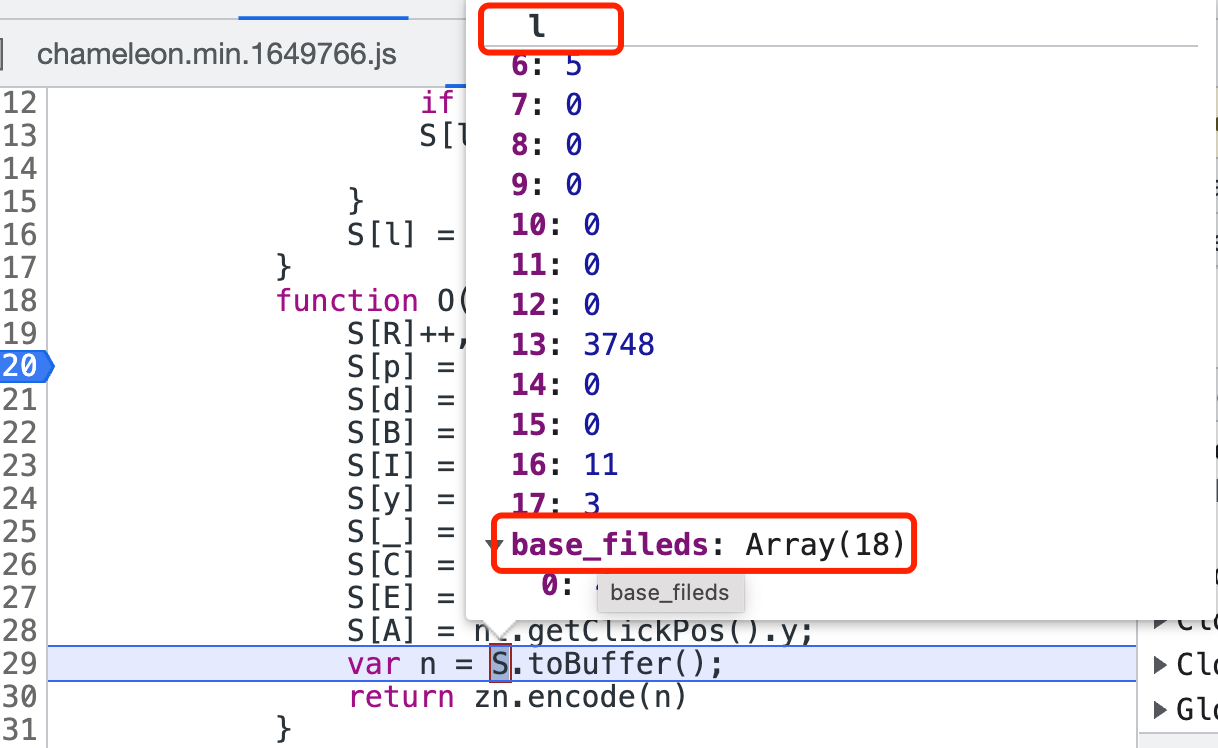 l
chameleon.min.1649766.js
6: 5
12 if
7: 0
13 S[l
8: 0
14
9: 0
15 }
10: 0
16 S[l] =
11: 0
17 }
12: 0
18 function O(
19 S[R]++,
13: 3748
20 S[p] =
14: 0
21 S[d] =
15: 0
22 S[B] =
16: 11
23 S[I] =
24 S[y] =
17: 3
25 S[_] =
base_fileds: Array(18)
26 S[C] =
0:
base_fileds
27 S[E] =
28 S[A] = .getClickPos().y;
29 var n = S.toBuffer();
Clo
30 return zn.encode(n)
Glo
31 }